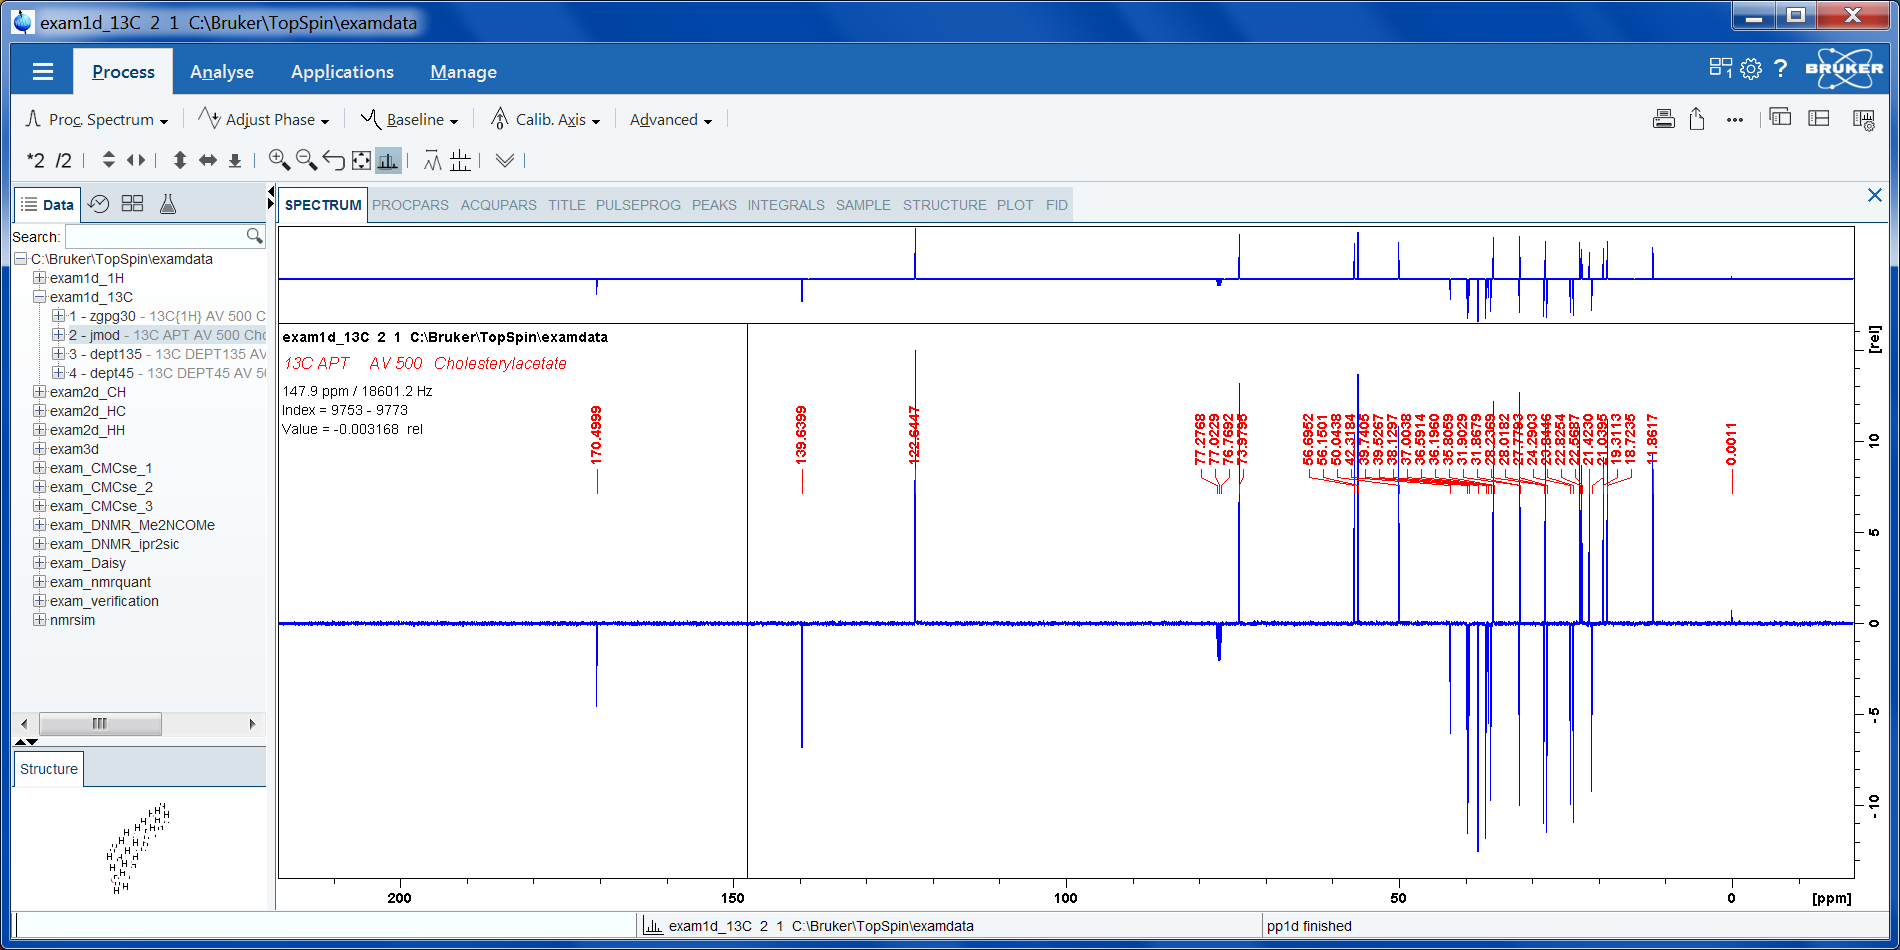 exam1d_13C 2 1 C:\Bruker\TopSpin\examdata
Process Analyse Applications Manage
1 ? BRUKER
Proc. Spectrum Adjust Phase Baseline Calib. Axis Advanced
*2 /2
Data
SPECTRUM PROCPARS ACQUPARS TITLE PULSEPROG PEAKS INTEGRALS SAMPLE STRUCTURE PLOT FID
Search:
C:\Bruker\TopSpin\examdata
exam1d_1H
exam1d_13C
1 - zgpg30 - 13C{1H} AV 500 C
2 - jmod - 13C APT AV 500 Cho
3 - dept135 - 13C DEPT135 AV
4 - dept45 - 13C DEPT45 AV 50
exam2d_CH
exam2d_HC
exam2d_HH
exam3d
exam_CMCse_1
exam_CMCse_2
exam_CMCse_3
exam_DNMR_Me2NCOMe
exam_DNMR_ipr2sic
exam_Daisy
exam_nmrquant
exam_verification
nmrsim
Structure
exam1d_13C 2 1 C:\Bruker\TopSpin\examdata
13C APT AV 500 Cholesterylacetate
147.9 ppm / 18601.2 Hz
Index = 9753 - 9773
Value = -0.003168 rel
170.4999
139.6399
122.6447
77.2768
77.0229
76.7692
73.9795
56.6952
56.1501
50.0438
42.3184
39.7405
39.5267
38.1297
37.0038
36.5914
36.1960
35.8059
31.9029
31.8679
28.2369
28.0182
27.7793
24.2903
23.8446
22.8254
22.5687
21.4230
21.0395
19.3113
18.7235
11.8617
0.0011
[rel]
10
5
0
-5
-10
200 150 100 50 0 [ppm]
exam1d_13C 2 1 C:\Bruker\TopSpin\examdata
pp1d finished